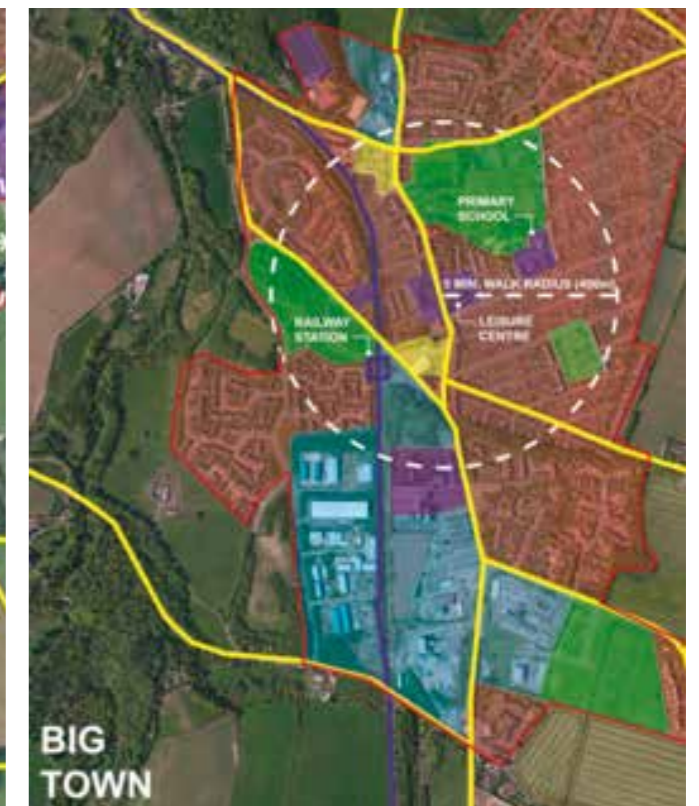 PRIMARY
SCHOOL
5 MIN. WALK RADIUS (400m)
RAILWAY
STATION
LEISURE
CENTRE
BIG
TOWN